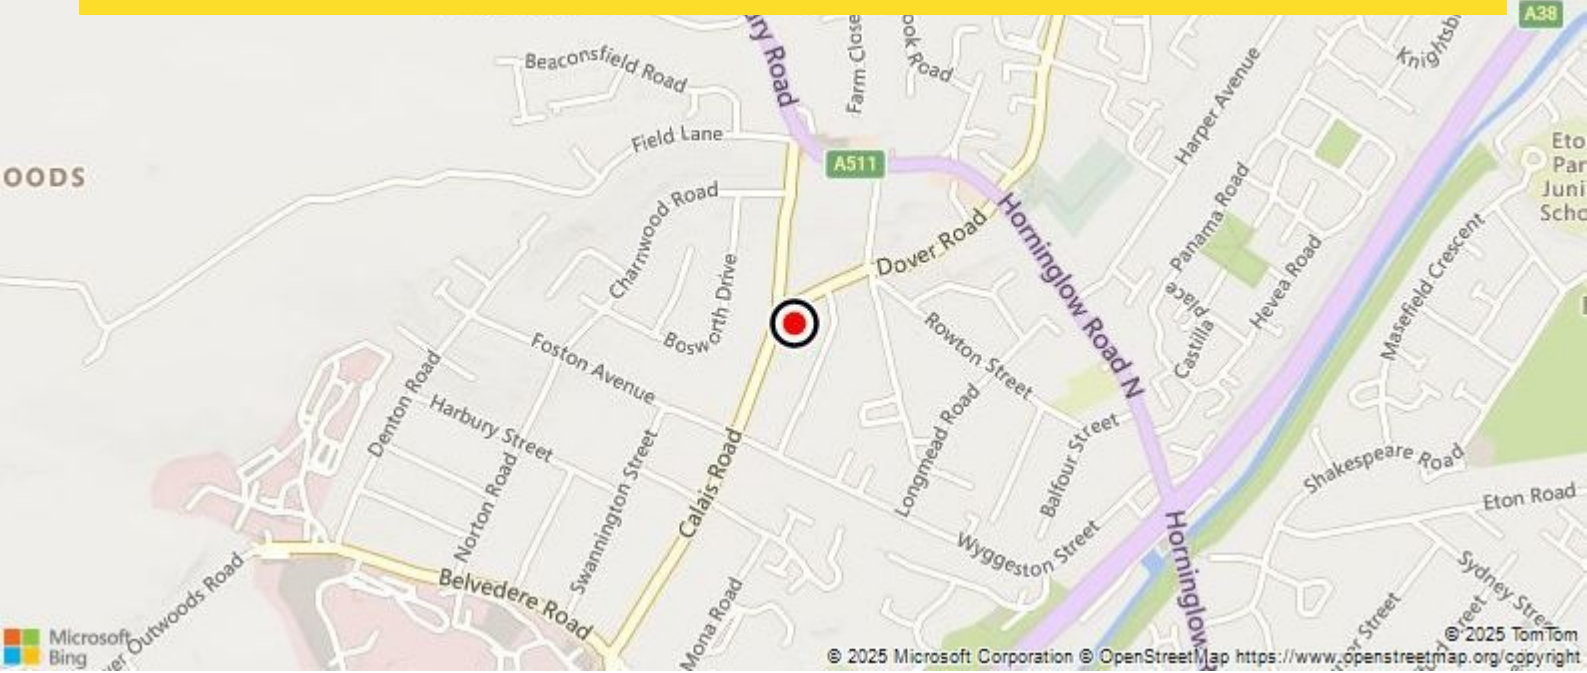 A38
ury Road
Farm Close
ook Road
Knightsb
Beaconsfield Road
Harper Avenue
Field Lane
A511
Eto
Par
Juni
Scho
OODS
Charnwood Road
Panama Road
Horninglow Road N
Dover Road
Masefield Crescent
Place
Hevea Road
Bosworth Drive
Castilla
Rowton Street
Foston Avenue
Denton Road
Harbury Street
Longmead Road
Balfour Street
Calais Road
Swannington Street
Norton Road
Shakespeare Road
Eton Road
Horninglow
Wyggeston Street
Belvedere Road
Sydney Stree
Mona Road
wer Outwoods Road
Microsoft
Bing
© 2025 TomTom
© 2025 Microsoft Corporation © OpenStreetMap https://www.openstreetmap.org/copyright